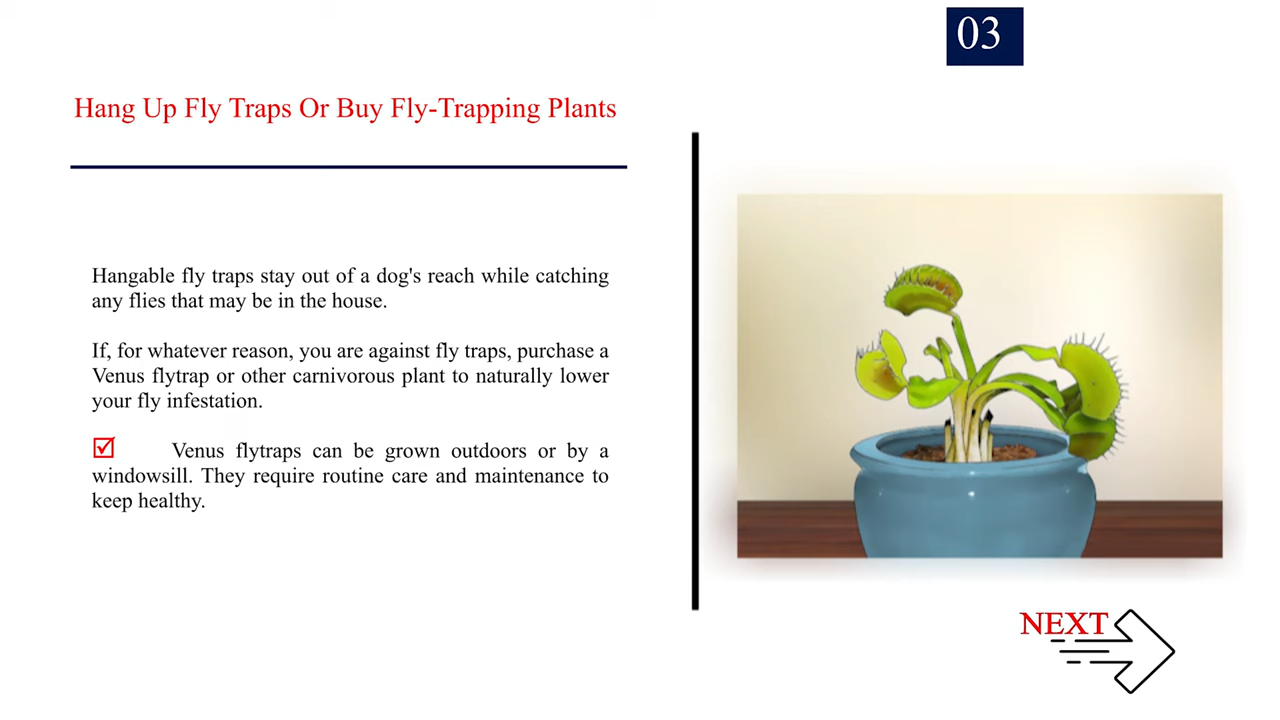 03
Hang Up Fly Traps Or Buy Fly-Trapping Plants
Hangable fly traps stay out of a dog's reach while catching
any flies that may be in the house.
If, for whatever reason, you are against fly traps, purchase a
Venus flytrap or other carnivorous plant to naturally lower
your fly infestation.
Venus flytraps can be grown outdoors or by a
windowsill. They require routine care and maintenance to
keep healthy.
NEXT